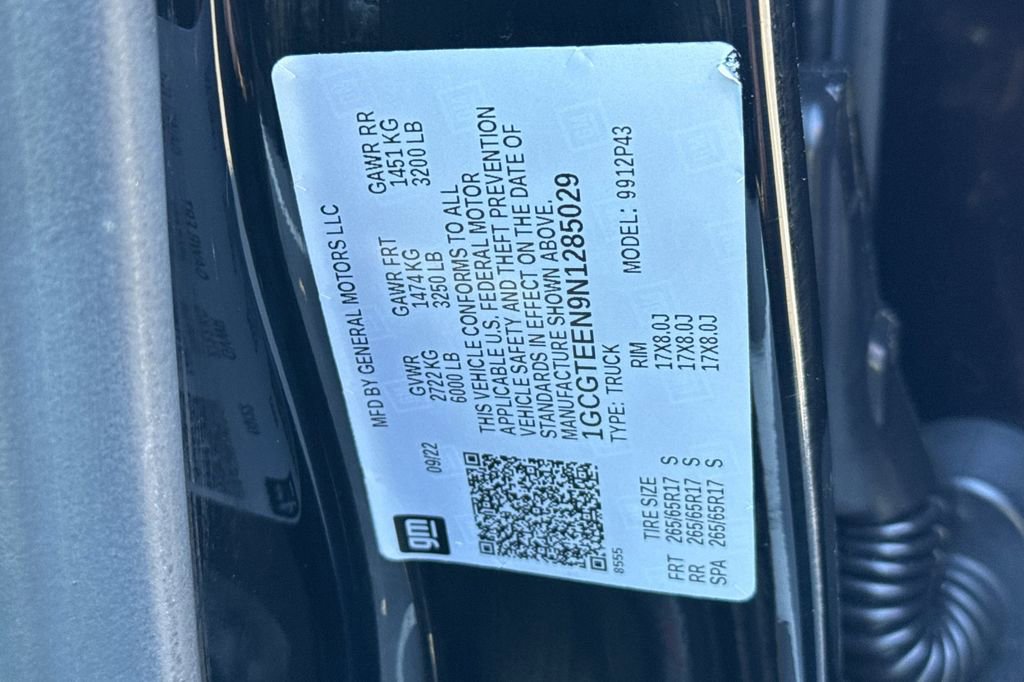 gm
MFD BY GENERAL MOTORS LLC
09/22
GVWR GAWR FRT GAWR RR
2722 KG 1474 KG 1451 KG
6000 LB 3250 LB 3200 LB
THIS VEHICLE CONFORMS TO ALL
APPLICABLE U.S. FEDERAL MOTOR
VEHICLE SAFETY AND THEFT PREVENTION
STANDARDS IN EFFECT ON THE DATE OF
MANUFACTURE SHOWN ABOVE.
1GCGTEEN9N1285029
TYPE: TRUCK MODEL: 9912P43
8555
TIRE SIZE RIM
FRT 265/65R17 S 17X8.0J
RR 265/65R17 S 17X8.0J
SPA 265/65R17 S 17X8.0J